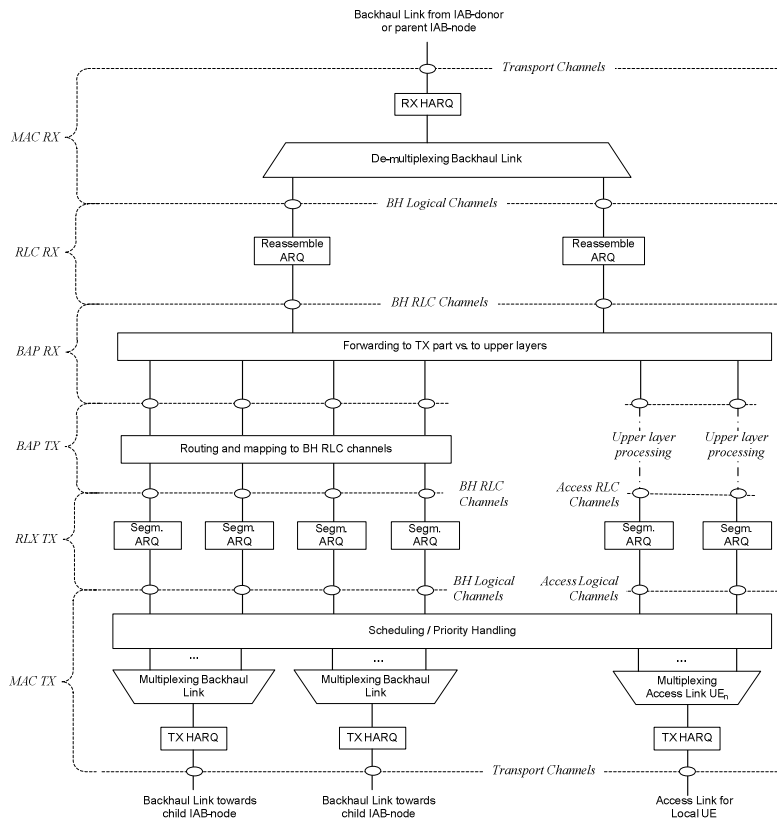 Backhaul Link from IAB-donor
or parent IAB-node
Transport Channels
RX HARQ
MAC RX
De-multiplexing Backhaul Link
BH Logical Channels
Reassemble
ARQ
Reassemble
ARQ
RLC RX
BH RLC Channels
Forwarding to TX part vs. to upper layers
BAP RX
BAP TX
Routing and mapping to BH RLC channels
Upper layer
processing
Upper layer
processing
BH RLC
Channels
Access RLC
Channels
RLX TX
Segm.
ARQ
Segm.
ARQ
Segm.
ARQ
Segm.
ARQ
Segm.
ARQ
Segm.
ARQ
BH Logical
Channels
Access Logical
Channels
Scheduling / Priority Handling
...
...
...
MAC TX
Multiplexing Backhaul
Link
Multiplexing Backhaul
Link
Multiplexing
Access Link UEn
TX HARQ
TX HARQ
TX HARQ
Transport Channels
Backhaul Link towards
child IAB-node
Backhaul Link towards
child IAB-node
Access Link for
Local UE